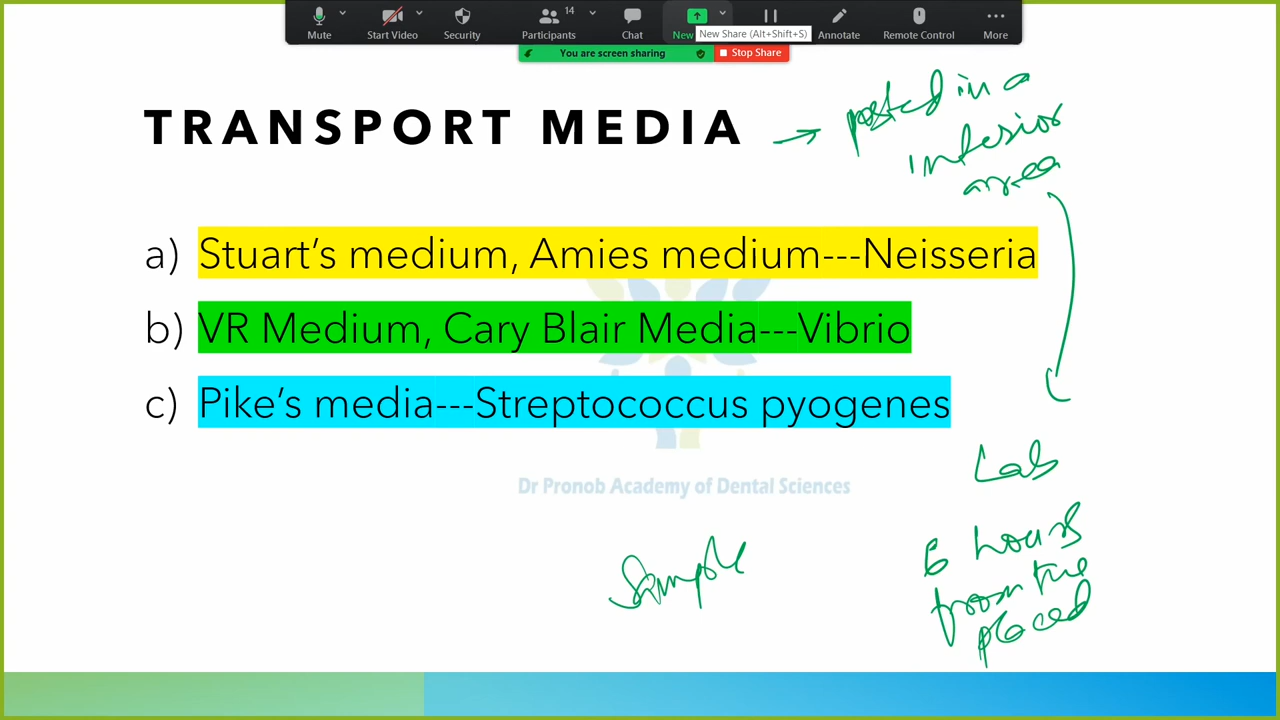 Mute
Start Video
Security
Participants
14
Chat
New
New Share (Alt+Shift+S)
Annotate
Remote Control
More
You are screen sharing
Stop Share
TRANSPORT MEDIA
→ posted in a
interior
area
a) Stuart’s medium, Amies medium---Neisseria
b) VR Medium, Cary Blair Media---Vibrio
c) Pike’s media---Streptococcus pyogenes
Lab
Dr Pronob Academy of Dental Sciences
6 hours
from the
placed
Sample